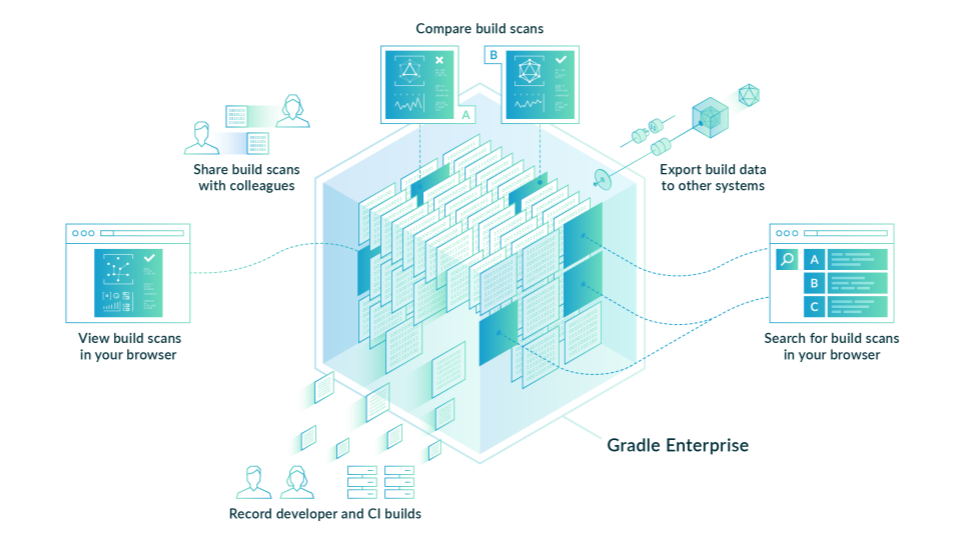 Compare build scans
A
B
Share build scans
with colleagues
Export build data
to other systems
View build scans
in your browser
A
B
C
Search for build scans
in your browser
Gradle Enterprise
Record developer and CI builds